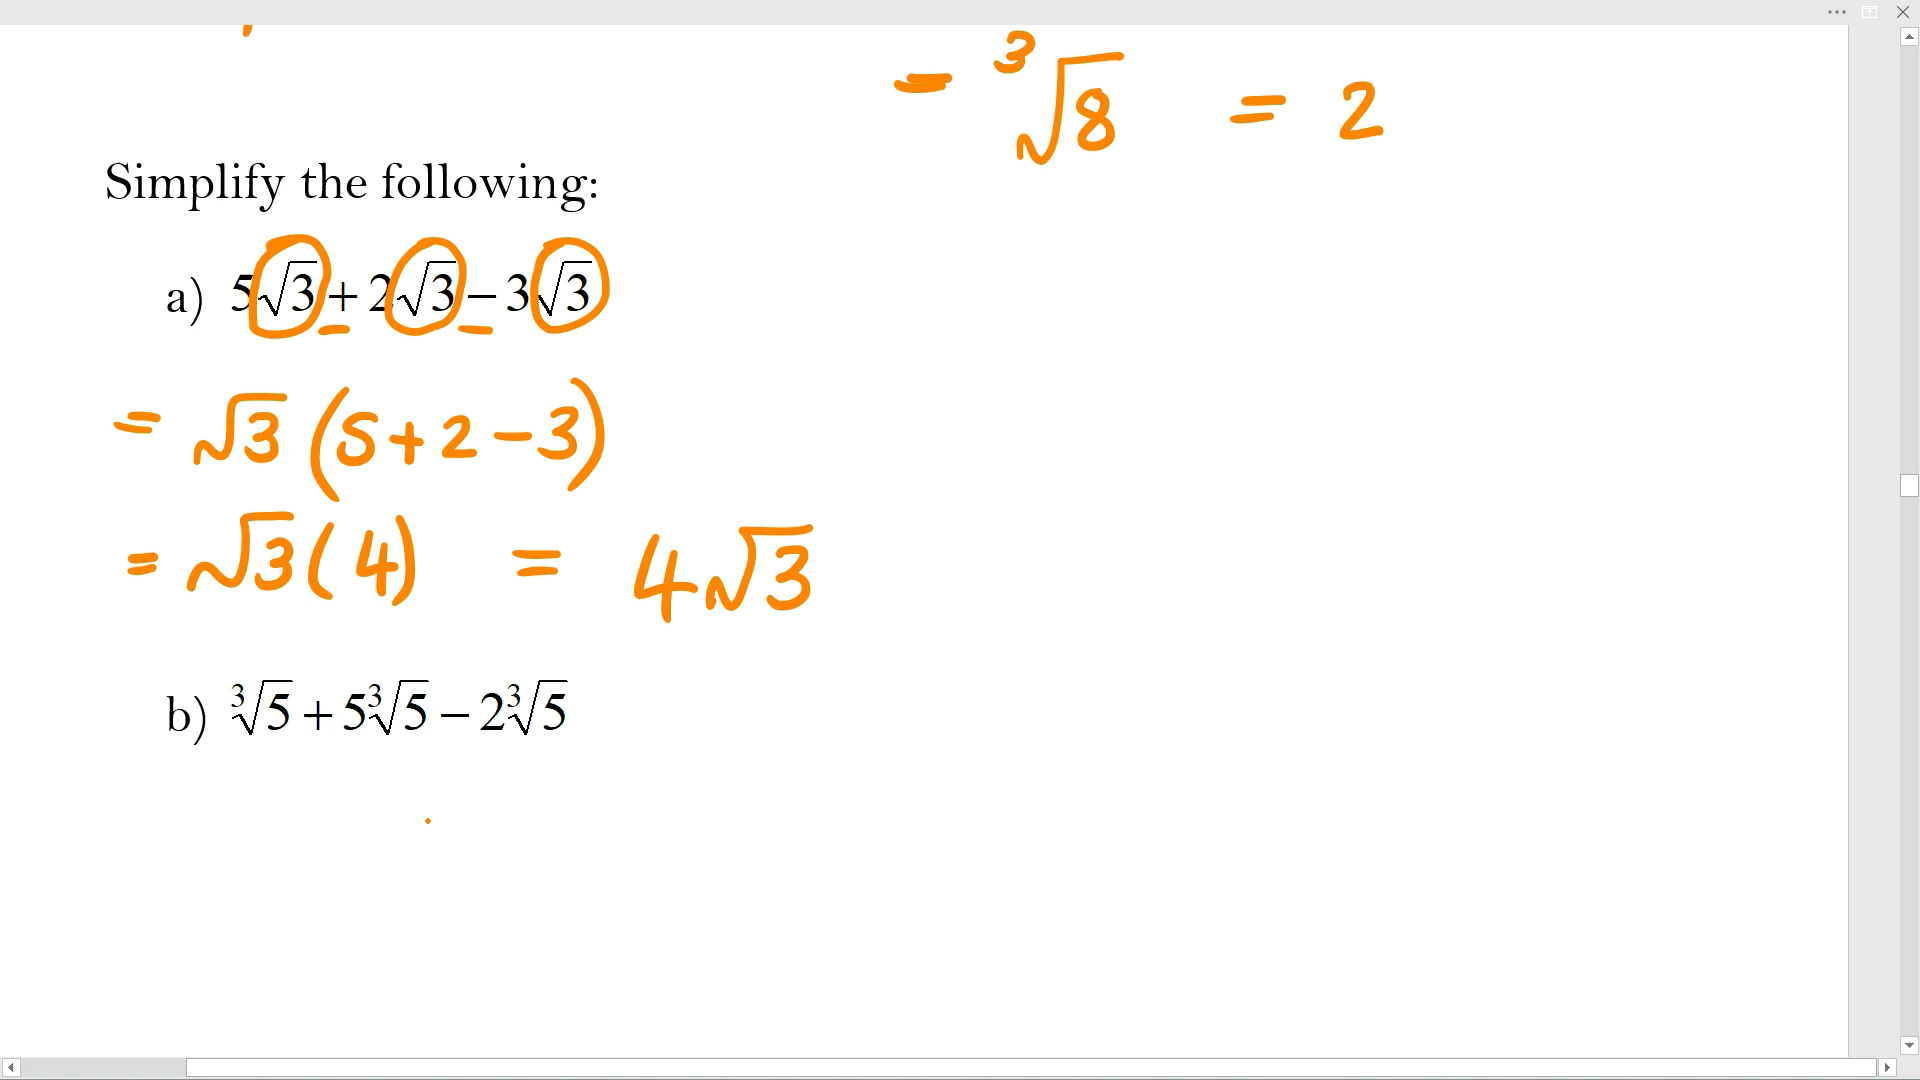 = ∛8 = 2
Simplify the following:
a) 5√3 + 2√3 − 3√3
= √3 (5 + 2 − 3)
= √3 (4) = 4√3
b) ∛5 + 5∛5 − 2∛5